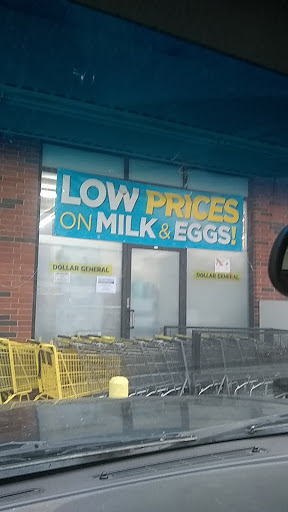 LOW PRICES
ON MILK & EGGS!
DOLLAR GENERAL
DOLLAR GENERAL